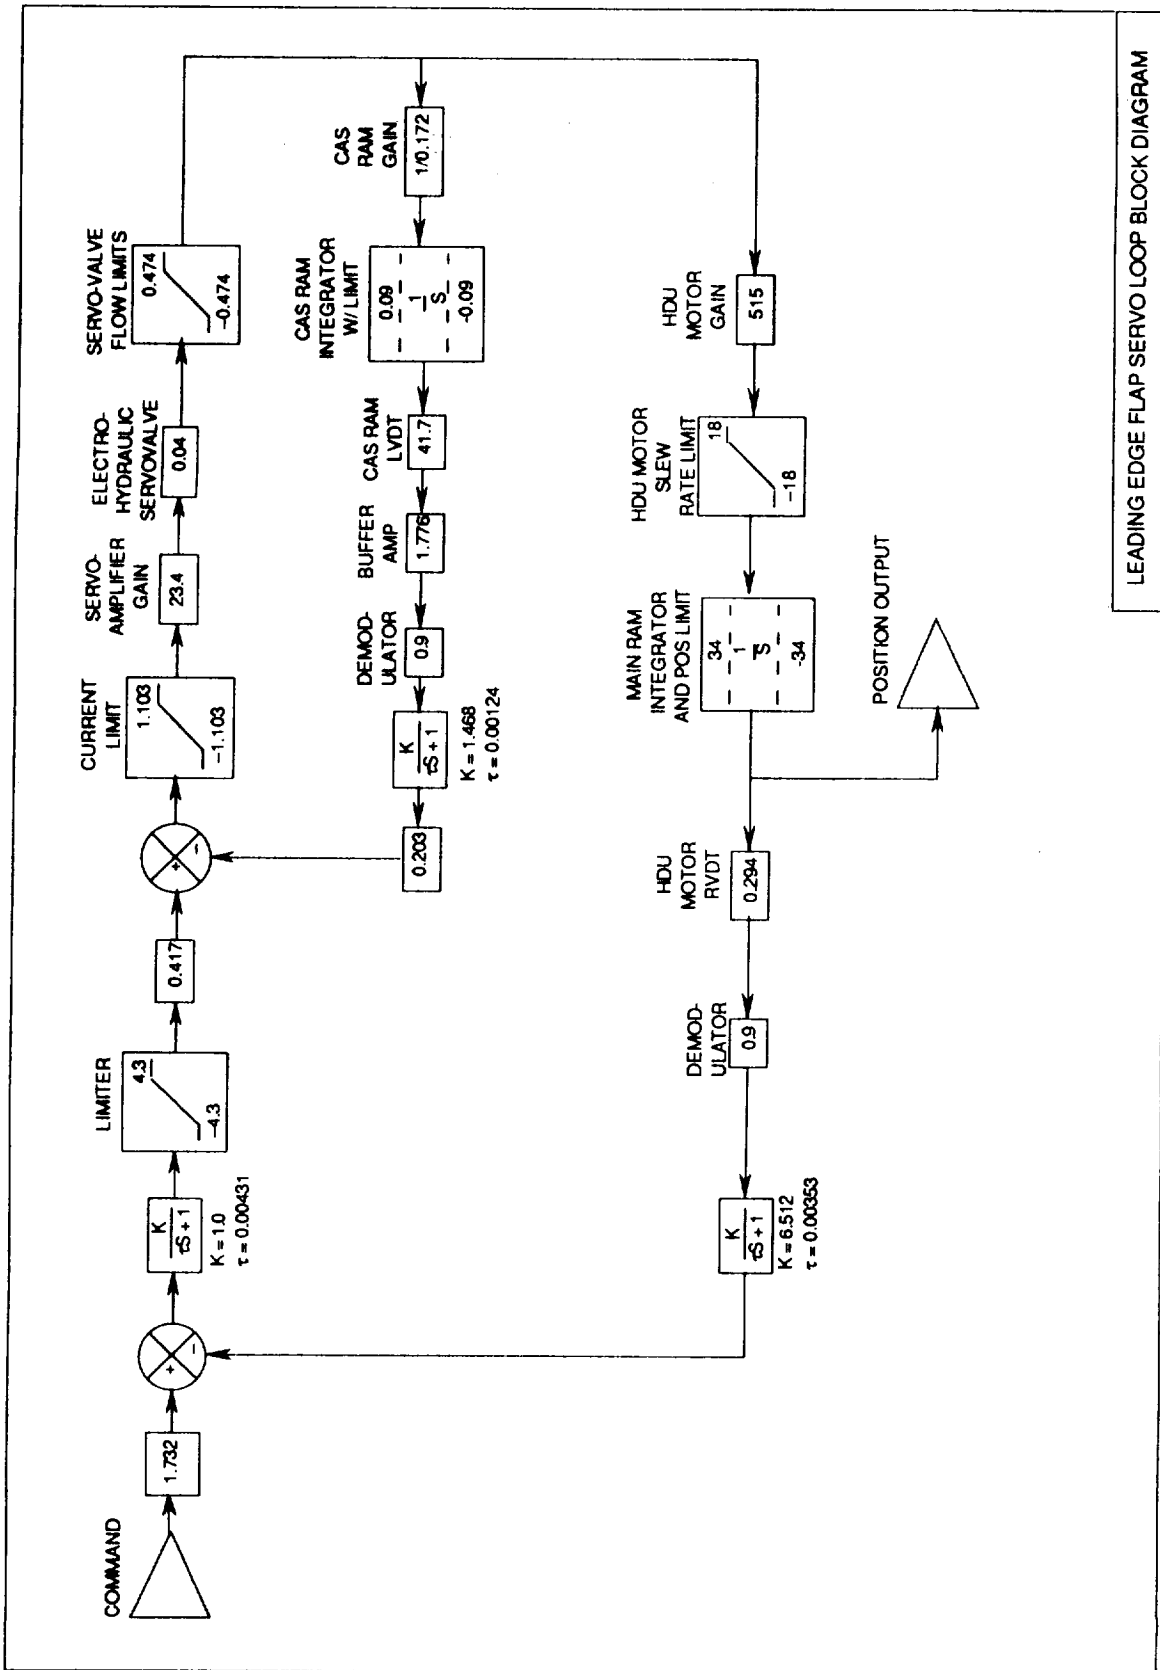 COMMAND
1.732
+
-
K
τS + 1
K = 1.0
τ = 0.00431
LIMITER
4.3
-4.3
0.417
+
-
CURRENT
LIMIT
1.103
-1.103
SERVO-
AMPLIFIER
GAIN
23.4
ELECTRO-
HYDRAULIC
SERVOVALVE
0.04
SERVO-VALVE
FLOW LIMITS
0.474
-0.474
CAS
RAM
GAIN
1/0.172
CAS RAM
INTEGRATOR
W/ LIMIT
0.09
1
S
-0.09
CAS RAM
LVDT
41.7
BUFFER
AMP
1.776
DEMOD-
ULATOR
0.9
K
τS + 1
K = 1.468
τ = 0.00124
0.203
HDU
MOTOR
GAIN
515
HDU MOTOR
SLEW
RATE LIMIT
18
-18
MAIN RAM
INTEGRATOR
AND POS LIMIT
34
1
S
-34
POSITION OUTPUT
HDU
MOTOR
RVDT
0.294
DEMOD-
ULATOR
0.9
K
τS + 1
K = 6.512
τ = 0.00353
LEADING EDGE FLAP SERVO LOOP BLOCK DIAGRAM